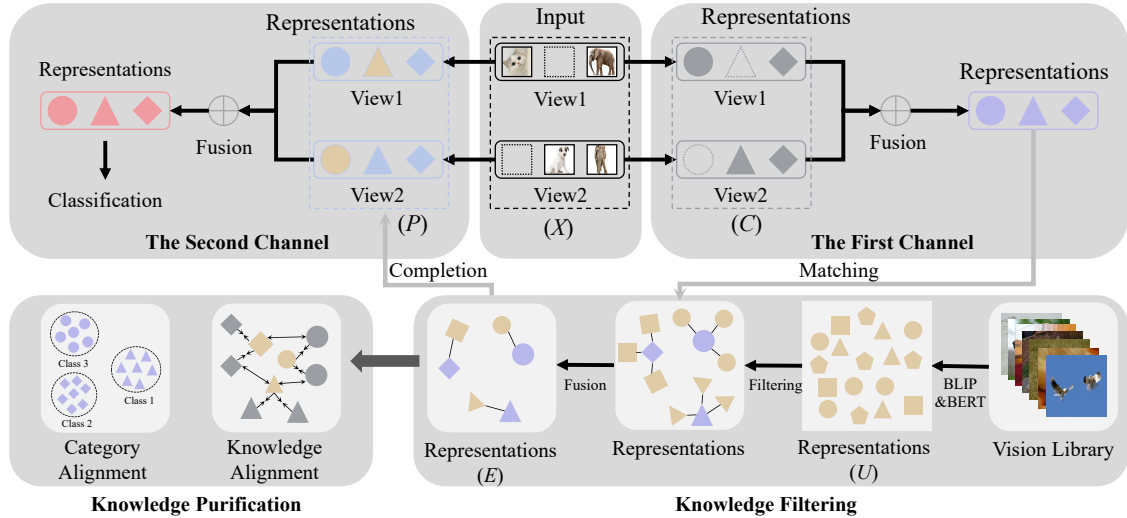 Representations
View1
View2
(P)
Representations
Fusion
Classification
The Second Channel
Input
View1
View2
(X)
Representations
View1
View2
(C)
Fusion
Representations
The First Channel
Completion
Matching
Class 3
Class 1
Class 2
Category
Alignment
Knowledge
Alignment
Knowledge Purification
Representations
(E)
Fusion
Representations
Filtering
Representations
(U)
BLIP
&BERT
Vision Library
Knowledge Filtering